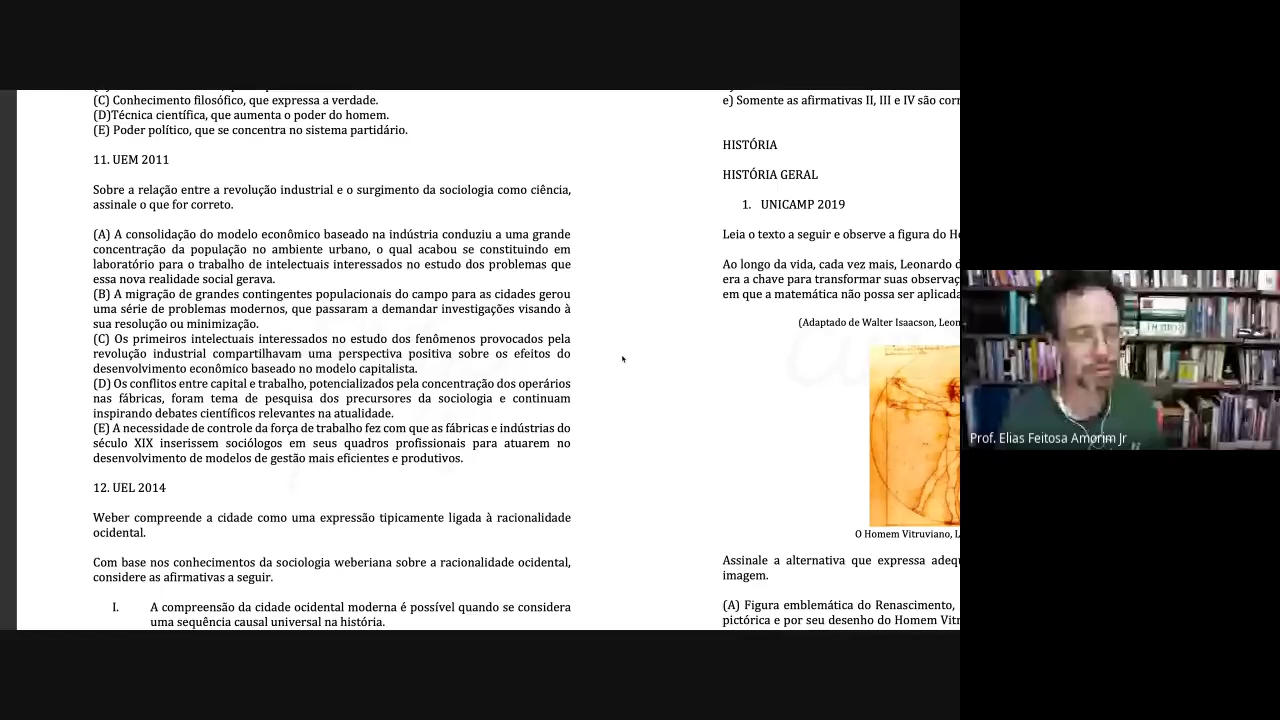 (C) Conhecimento filosófico, que expressa a verdade.
(D)Técnica científica, que aumenta o poder do homem.
(E) Poder político, que se concentra no sistema partidário.
11. UEM 2011
Sobre a relação entre a revolução industrial e o surgimento da sociologia como ciência,
assinale o que for correto.
(A) A consolidação do modelo econômico baseado na indústria conduziu a uma grande
concentração da população no ambiente urbano, o qual acabou se constituindo em
laboratório para o trabalho de intelectuais interessados no estudo dos problemas que
essa nova realidade social gerava.
(B) A migração de grandes contingentes populacionais do campo para as cidades gerou
uma série de problemas modernos, que passaram a demandar investigações visando à
sua resolução ou minimização.
(C) Os primeiros intelectuais interessados no estudo dos fenômenos provocados pela
revolução industrial compartilhavam uma perspectiva positiva sobre os efeitos do
desenvolvimento econômico baseado no modelo capitalista.
(D) Os conflitos entre capital e trabalho, potencializados pela concentração dos operários
nas fábricas, foram tema de pesquisa dos precursores da sociologia e continuam
inspirando debates científicos relevantes na atualidade.
(E) A necessidade de controle da força de trabalho fez com que as fábricas e indústrias do
século XIX inserissem sociólogos em seus quadros profissionais para atuarem no
desenvolvimento de modelos de gestão mais eficientes e produtivos.
12. UEL 2014
Weber compreende a cidade como uma expressão tipicamente ligada à racionalidade
ocidental.
Com base nos conhecimentos da sociologia weberiana sobre a racionalidade ocidental,
considere as afirmativas a seguir.
I. A compreensão da cidade ocidental moderna é possível quando se considera
uma sequência causal universal na história.
e) Somente as afirmativas II, III e IV são corr
HISTÓRIA
HISTÓRIA GERAL
1. UNICAMP 2019
Leia o texto a seguir e observe a figura do
Ao longo da vida, cada vez mais, Leonardo
era a chave para transformar suas
em que a matemática não possa ser aplicada
(Adaptado de Walter Isaacson,
O Homem Vitruviano,
Assinale a alternativa que expressa
imagem.
(A) Figura emblemática do Renascimento,
pictórica e por seu desenho do Homem
Prof. Elias Feitosa Amorim Jr